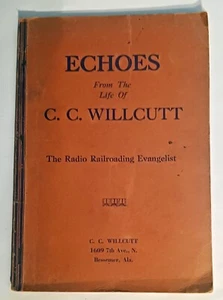 ECHOES
From The
Life Of
C. C. WILLCUTT
The Radio Railroading Evangelist
C. C. WILLCUTT
1609 7th Ave., N.
Bessemer, Ala.